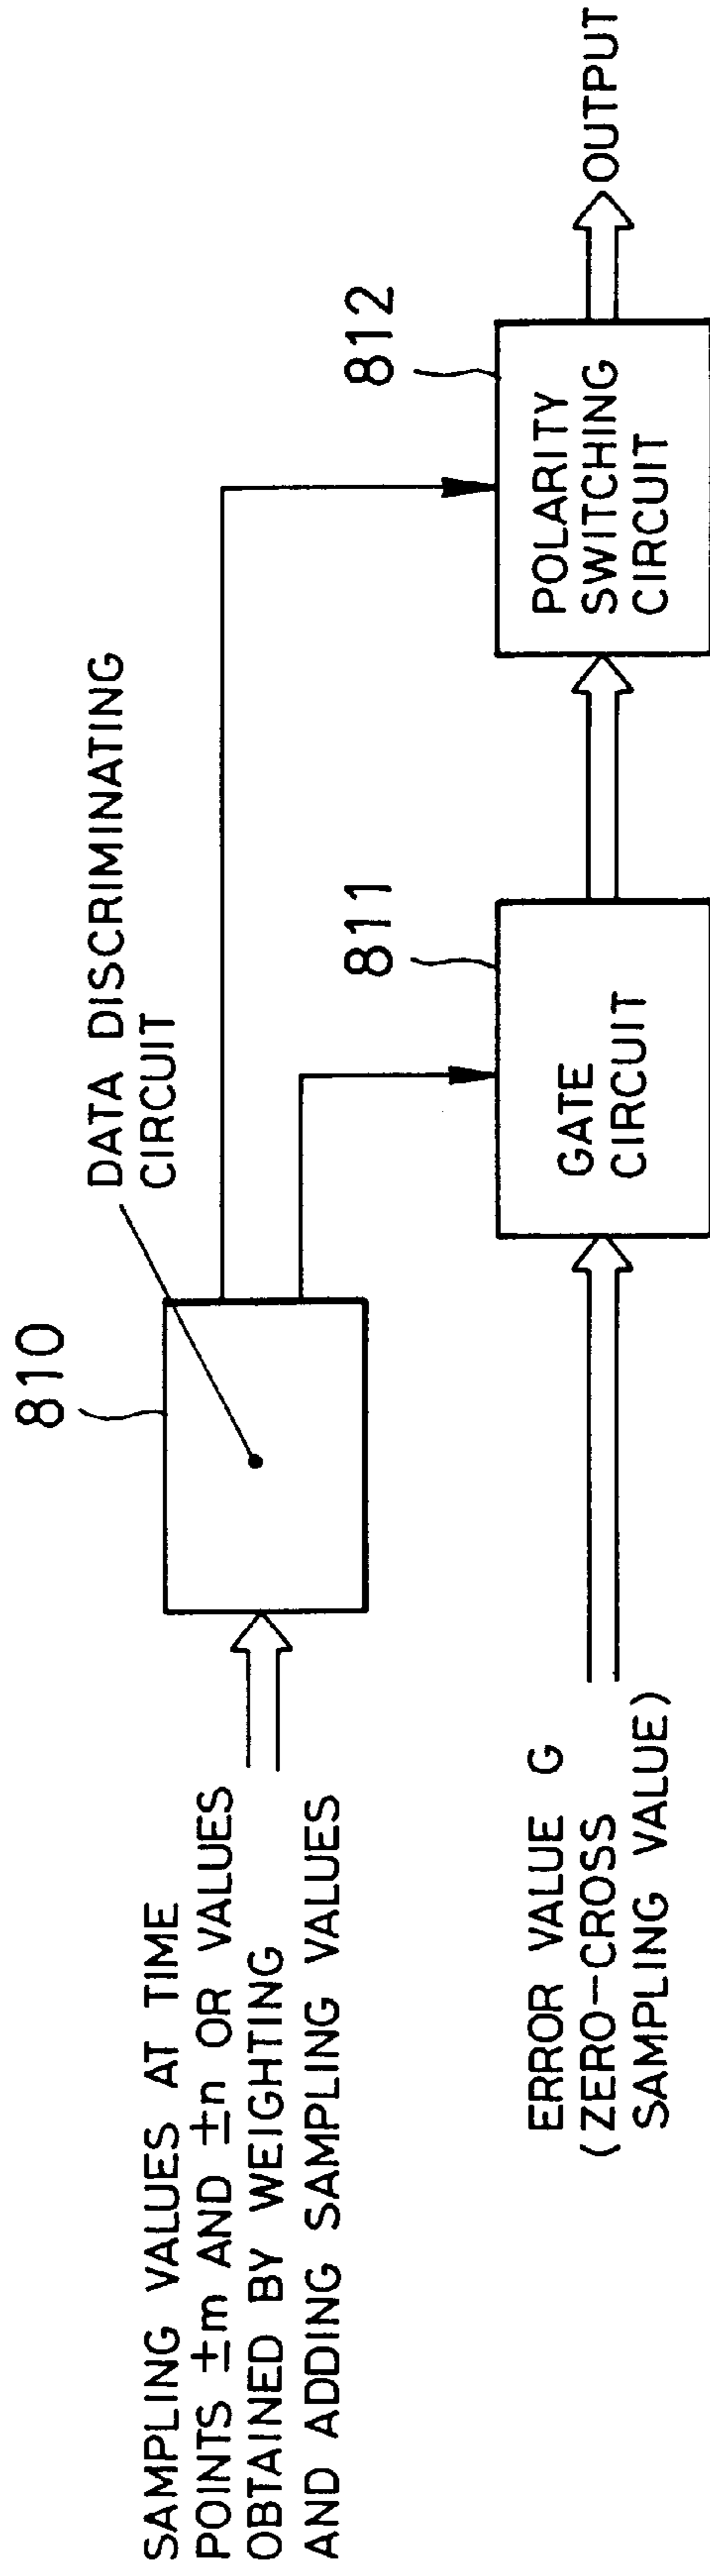 SAMPLING VALUES AT TIME
POINTS ±m AND ±n OR VALUES
OBTAINED BY WEIGHTING
AND ADDING SAMPLING VALUES
810
DATA DISCRIMINATING
CIRCUIT
ERROR VALUE G
(ZERO-CROSS
SAMPLING VALUE)
811
GATE
CIRCUIT
812
POLARITY
SWITCHING
CIRCUIT
OUTPUT